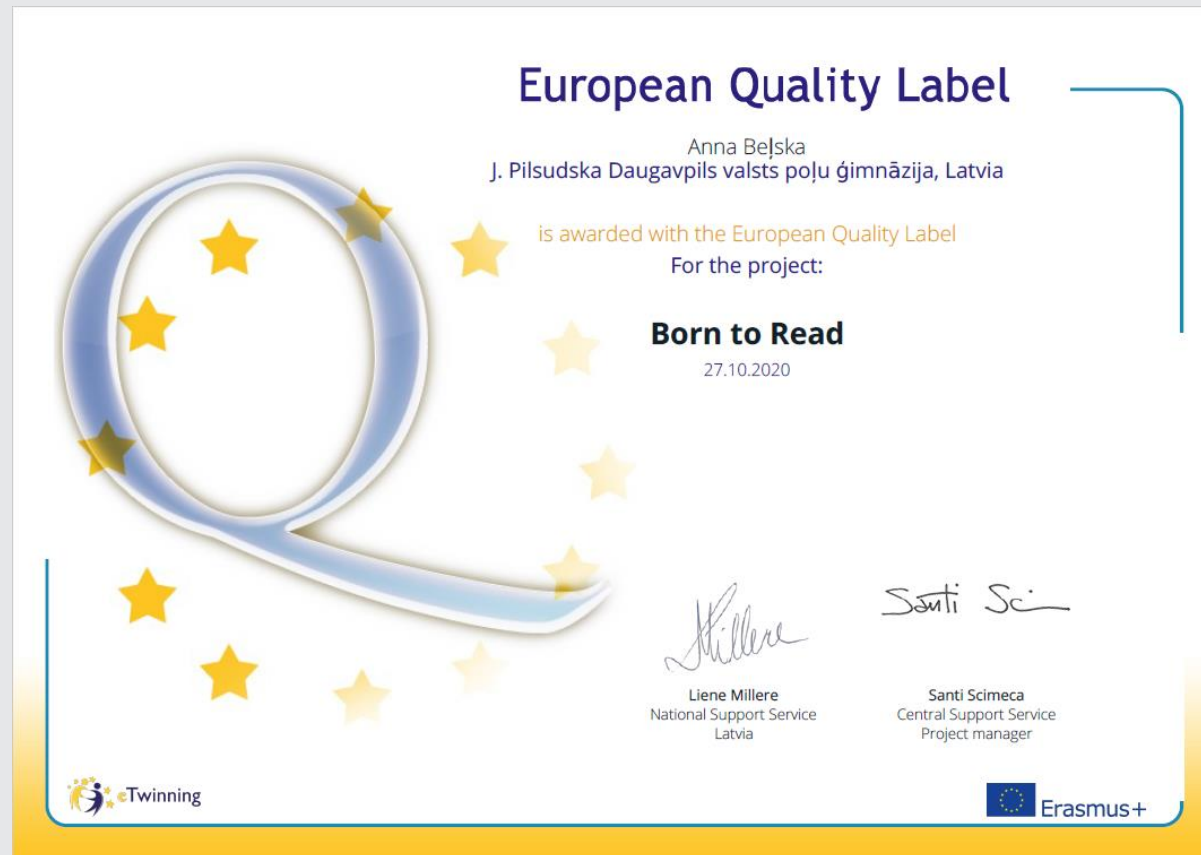 European Quality Label
Anna Beļska
J. Pilsudska Daugavpils valsts poļu ģimnāzija, Latvia
is awarded with the European Quality Label
For the project:
Born to Read
27.10.2020
Q
Millere
Santi Sci
Liene Millere
National Support Service
Latvia
Santi Scimeca
Central Support Service
Project manager
eTwinning
Erasmus+